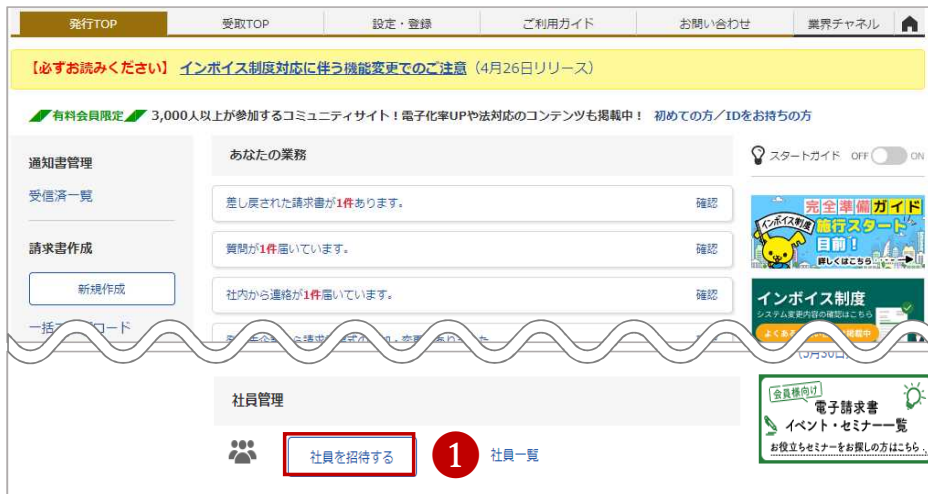 発行TOP 受取TOP 設定・登録 ご利用ガイド お問い合わせ 業界チャネル
【必ずお読みください】 インボイス制度対応に伴う機能変更でのご注意（4月26日リリース）
有料会員限定 3,000人以上が参加するコミュニティサイト！電子化率UPや法対応のコンテンツも掲載中！ 初めての方／IDをお持ちの方
通知書管理
受信済一覧
請求書作成
新規作成
あなたの業務
差し戻された請求書が1件あります。 確認
質問が1件届いています。 確認
社内から連絡が1件届いています。 確認
スタートガイド OFF ON
完全準備ガイド
インボイス制度
施行スタート
目前！
詳しくはこちら
インボイス制度
システム変更内容の確認はこちら
社員管理
社員を招待する 1 社員一覧
会員様向け
電子請求書
イベント・セミナー一覧
お役立ちセミナーをお探しの方はこちら